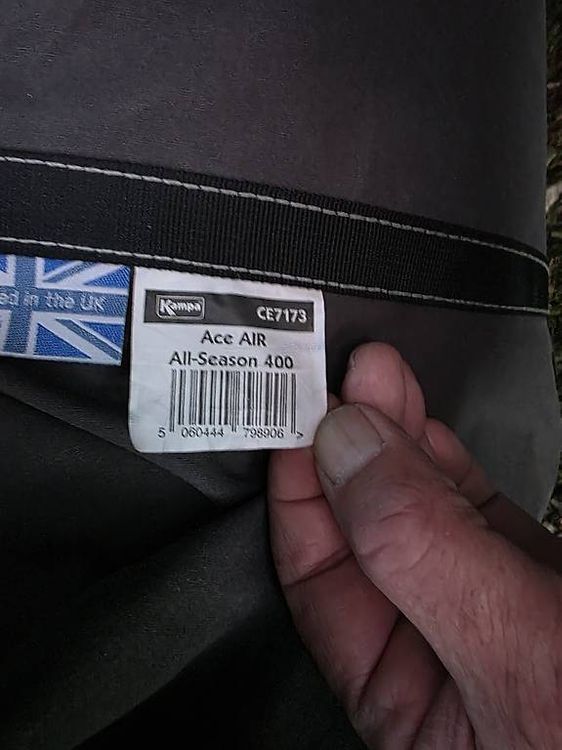 ed in the UK
Kampa CE7173
Ace AIR
All-Season 400
5 060444 798906 >